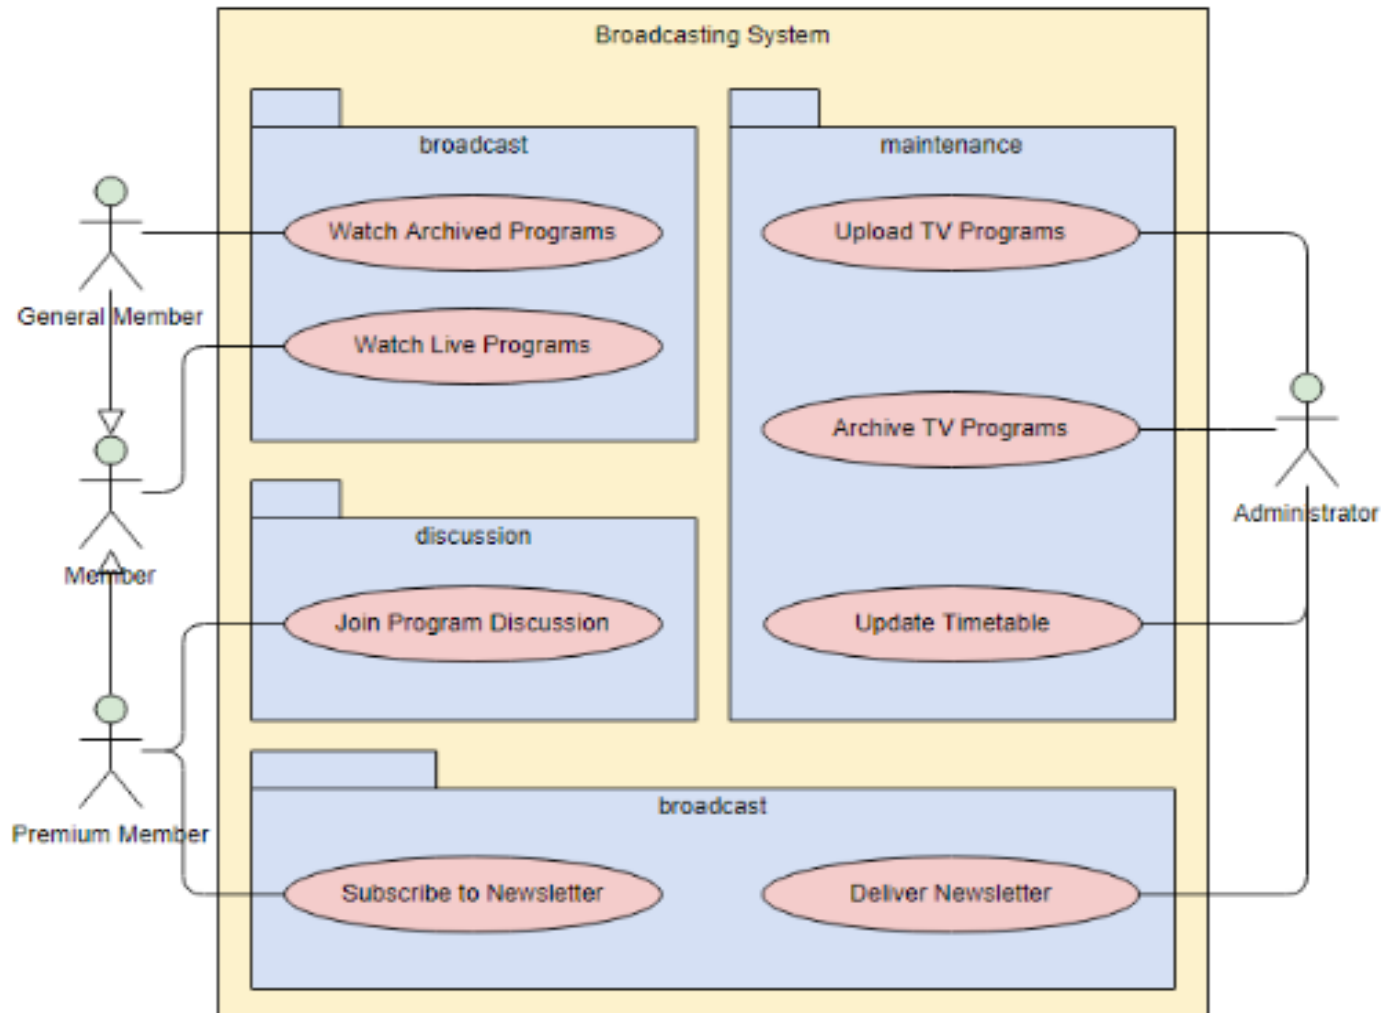 Broadcasting System
broadcast
Watch Archived Programs
Watch Live Programs
maintenance
Upload TV Programs
Archive TV Programs
Update Timetable
discussion
Join Program Discussion
broadcast
Subscribe to Newsletter
Deliver Newsletter
General Member
Member
Premium Member
Administrator